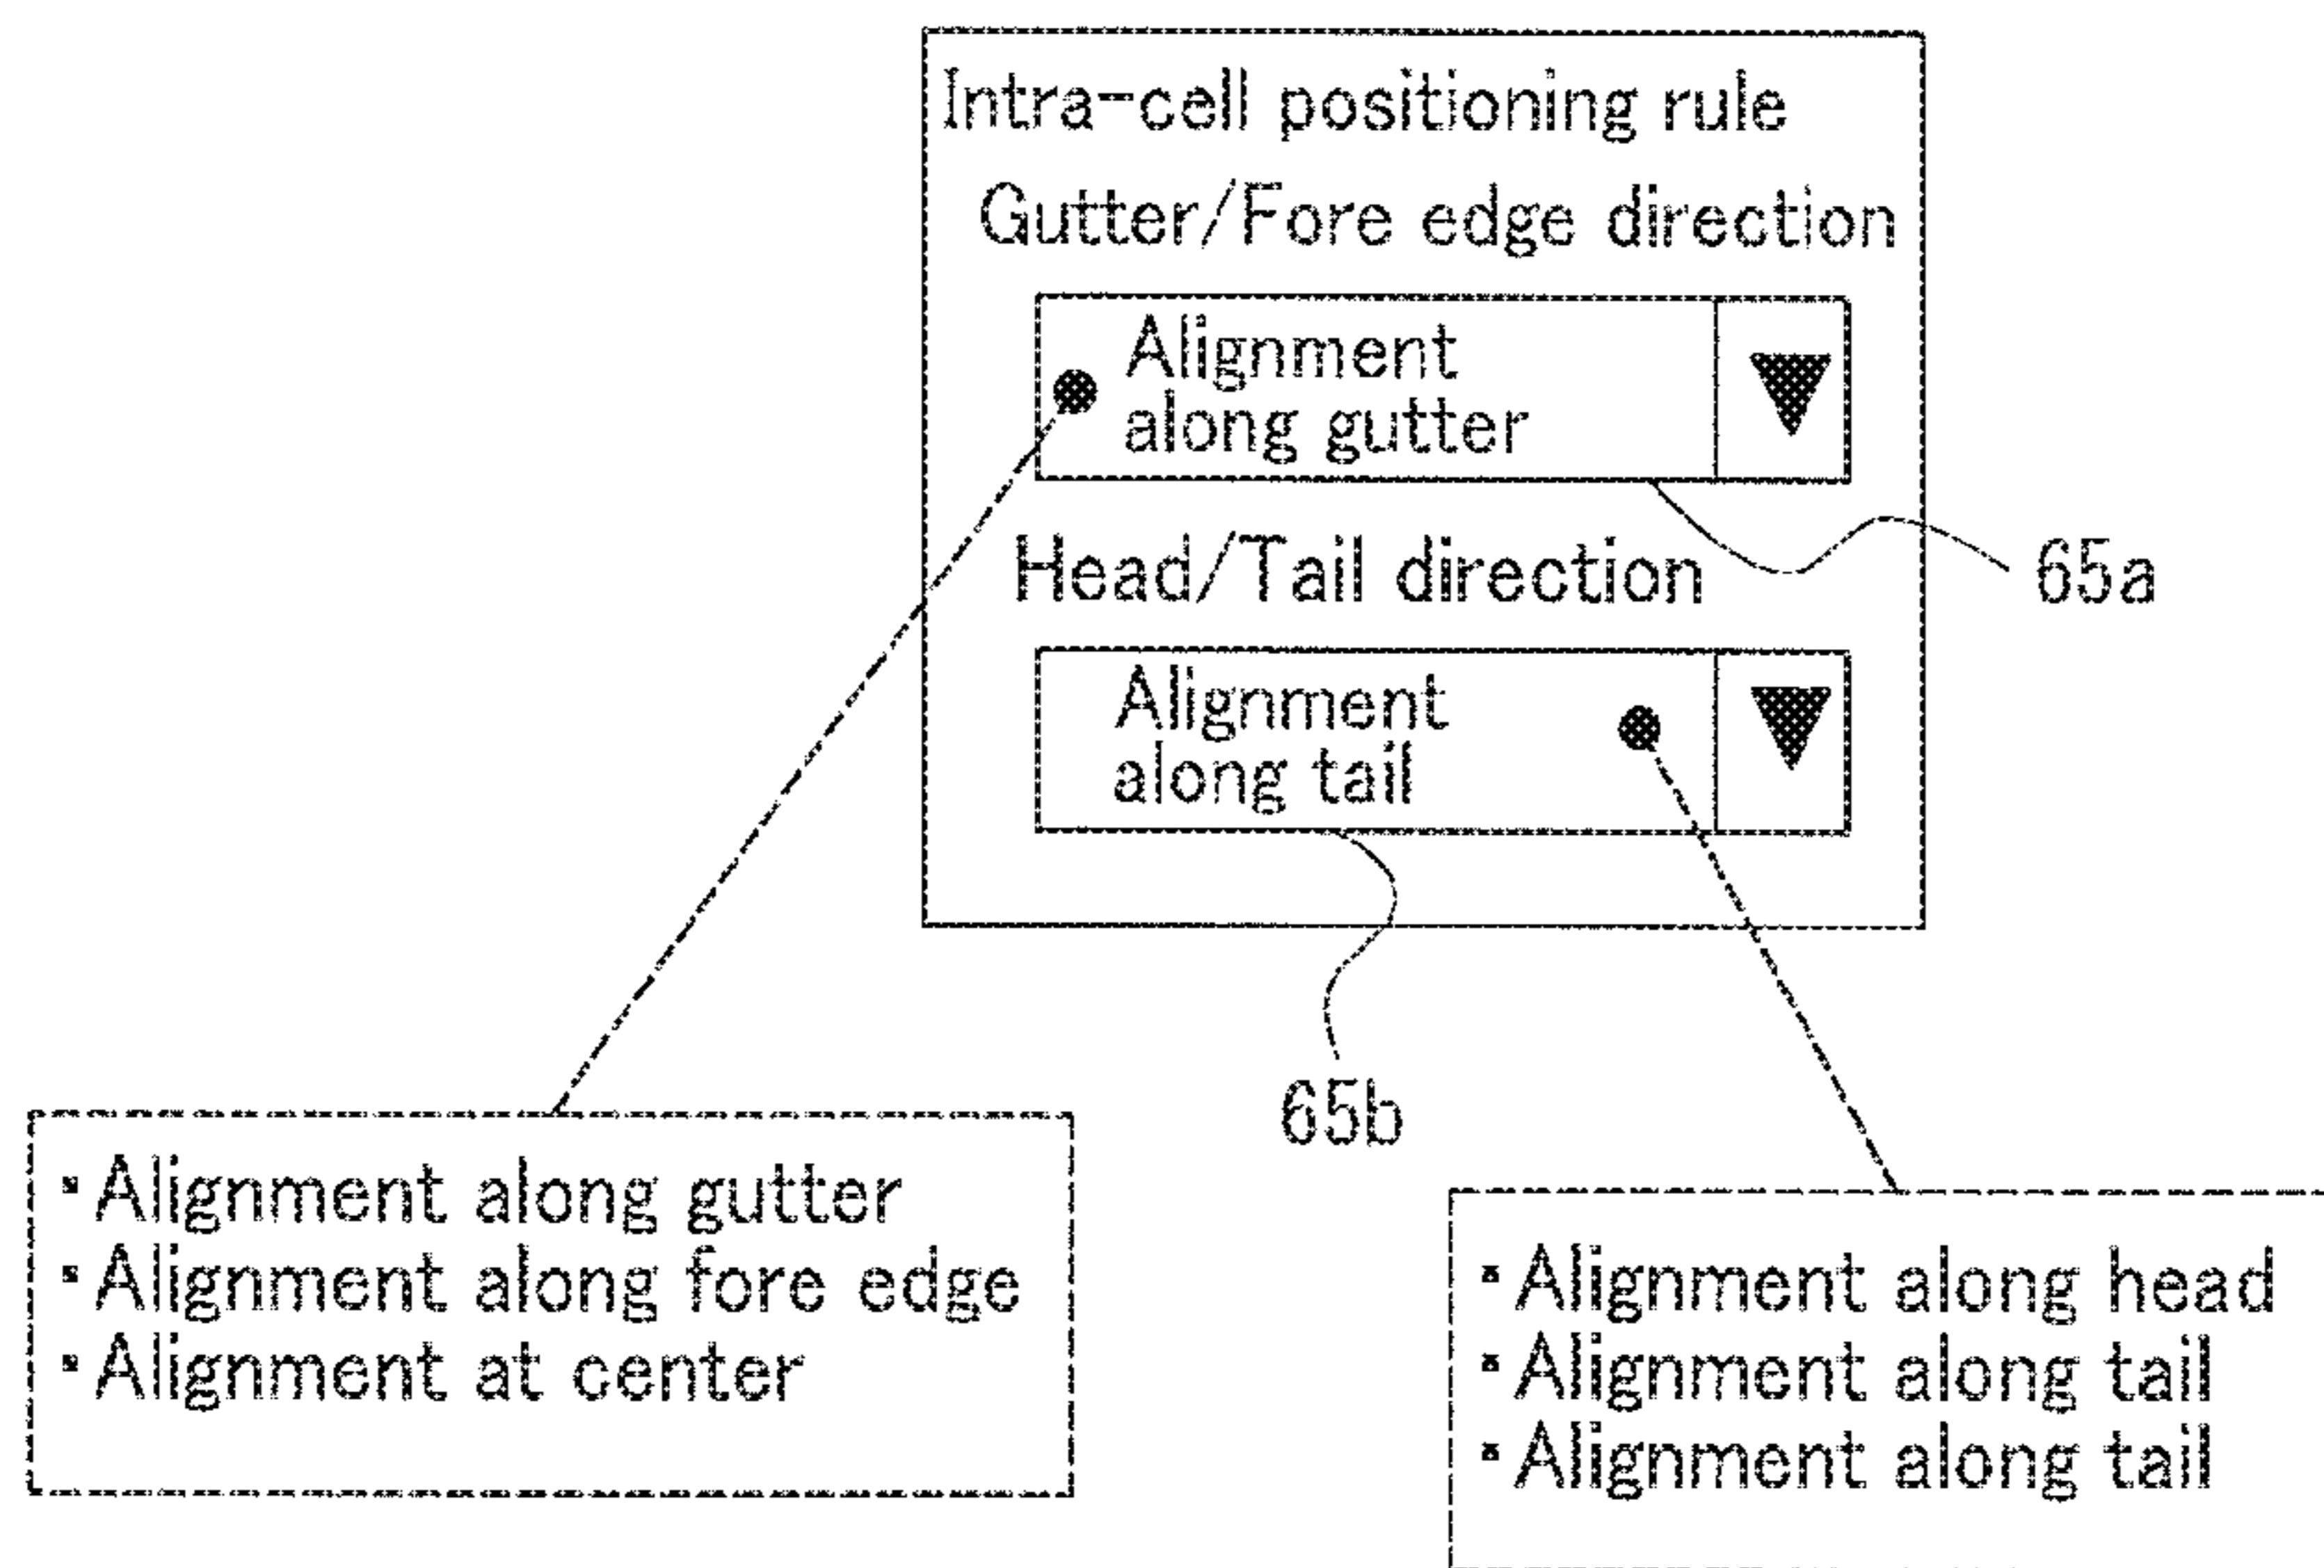 Intra-cell positioning rule
Gutter/Fore edge direction
Alignment
along gutter
65a
Head/Tail direction
Alignment
along tail
65b
▪Alignment along gutter
▪Alignment along fore edge
▪Alignment at center
▪Alignment along head
▪Alignment along tail
▪Alignment along tail